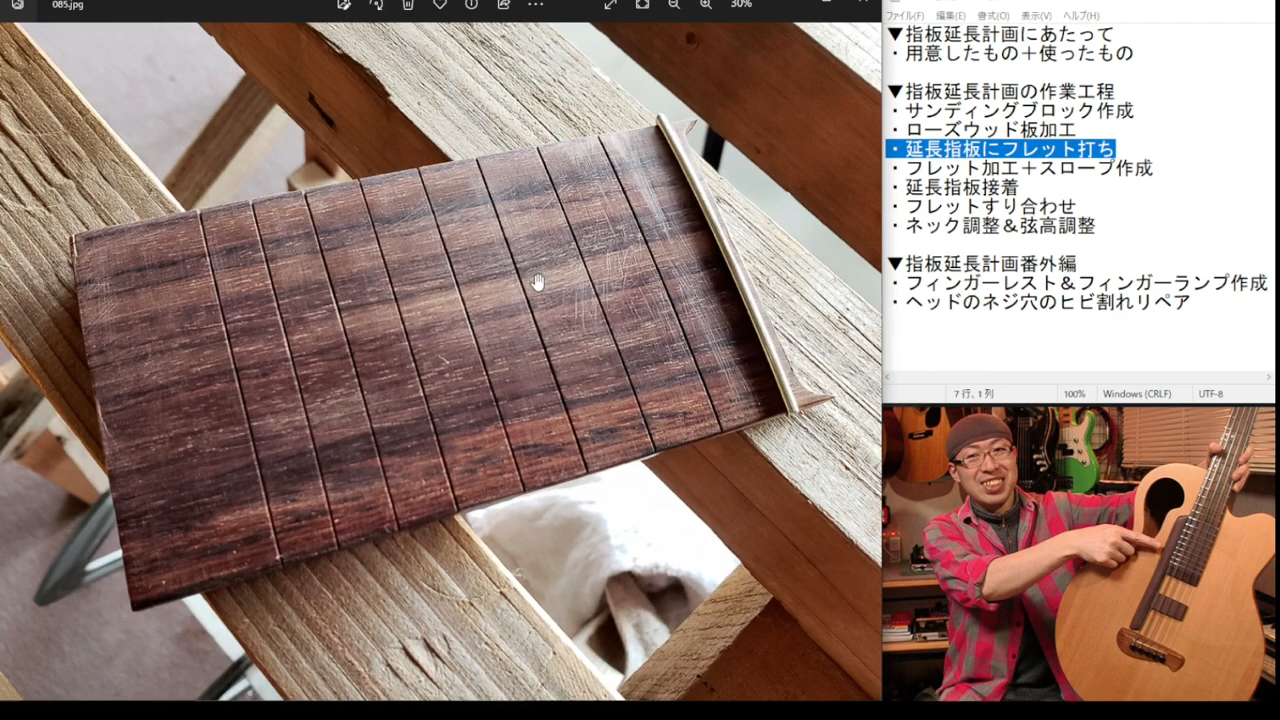 085.jpg
30%
ファイル(F) 編集(E) 書式(O) 表示(V) ヘルプ(H)
▼指板延長計画にあたって
・用意したもの＋使ったもの
▼指板延長計画の作業工程
・サンディングブロック作成
・ローズウッド板加工
・延長指板にフレット打ち
・フレット加工＋スロープ作成
・延長指板接着
・フレットすり合わせ
・ネック調整＆弦高調整
▼指板延長計画番外編
・フィンガーレスト＆フィンガーランプ作成
・ヘッドのネジ穴のヒビ割れリペア
7 行、1 列 100% Windows (CRLF) UTF-8